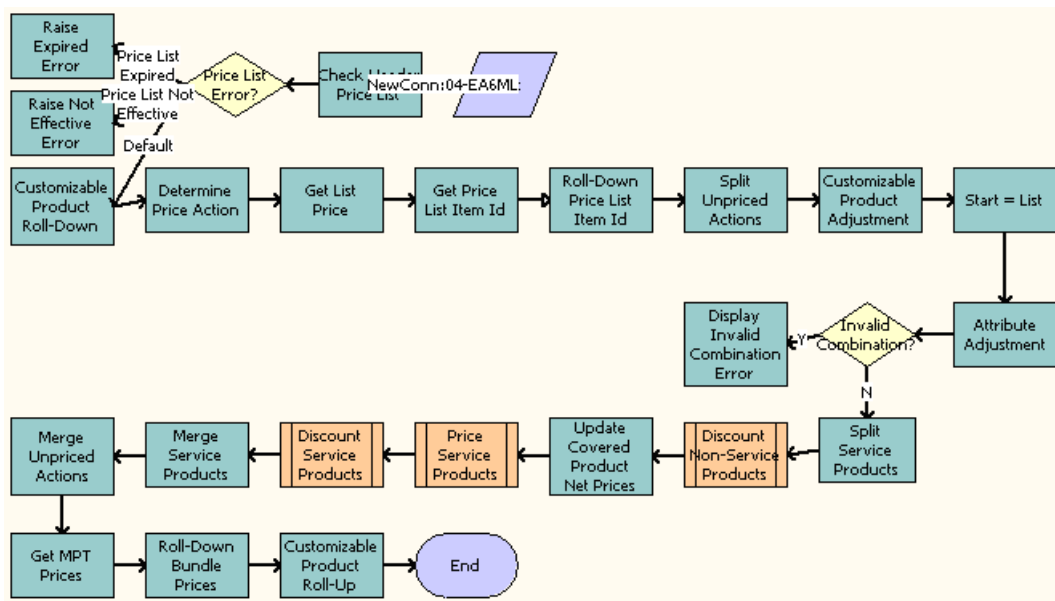 Raise
Expired
Error
Price List
Expired
Price List
Error?
Check Header
Price List
NewConn:04-EA6ML:
Raise Not
Effective
Error
Price List Not
Effective
Default
Customizable
Product
Roll-Down
Determine
Price Action
Get List
Price
Get Price
List Item Id
Roll-Down
Price List
Item Id
Split
Unpriced
Actions
Customizable
Product
Adjustment
Start = List
Display
Invalid
Combination
Error
Y
Invalid
Combination?
Attribute
Adjustment
N
Merge
Unpriced
Actions
Merge
Service
Products
Discount
Service
Products
Price
Service
Products
Update
Covered
Product
Net Prices
Discount
Non-Service
Products
Split
Service
Products
Get MPT
Prices
Roll-Down
Bundle
Prices
Customizable
Product
Roll-Up
End